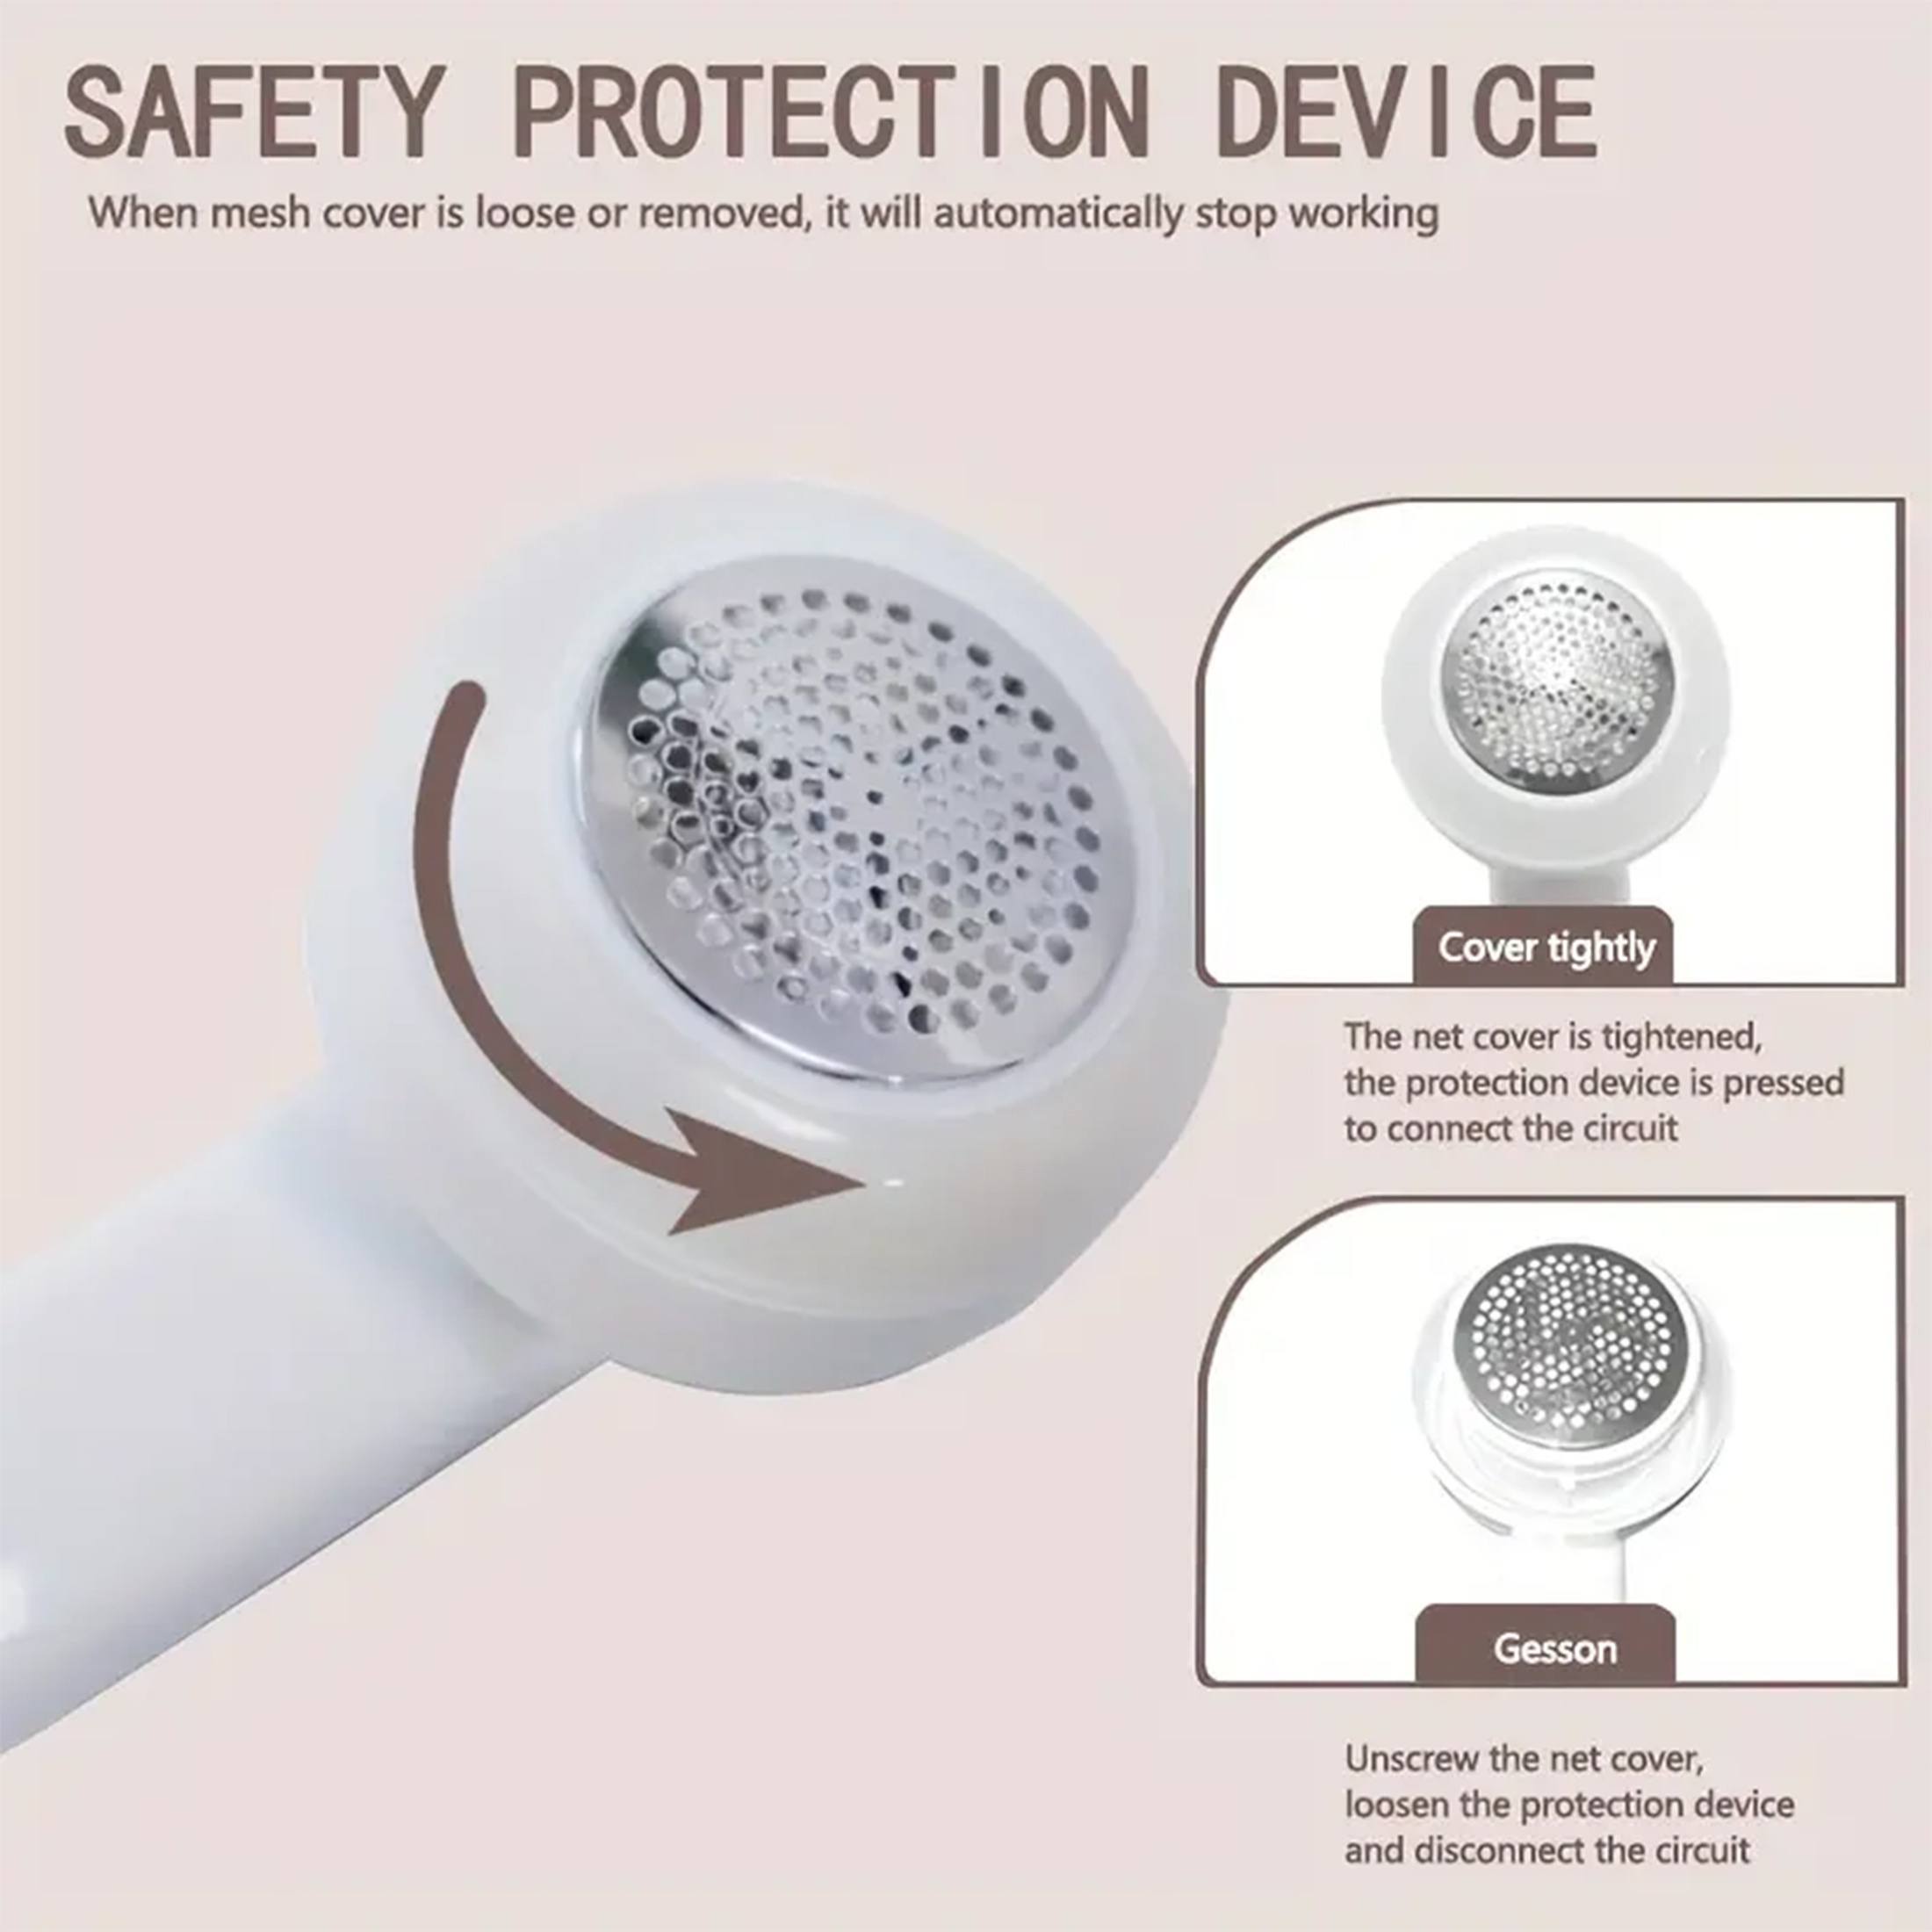 SAFETY PROTECTION DEVICE
When mesh cover is loose or removed, it will automatically stop working
Cover tightly
The net cover is tightened,
the protection device is pressed
to connect the circuit
Gesson
Unscrew the net cover,
loosen the protection device
and disconnect the circuit